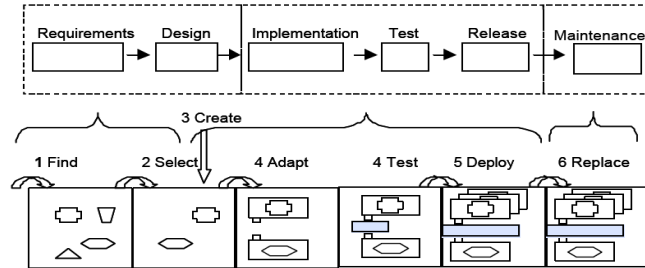 Requirements Design Implementation Test Release Maintenance
3 Create
1 Find 2 Select 4 Adapt 4 Test 5 Deploy 6 Replace